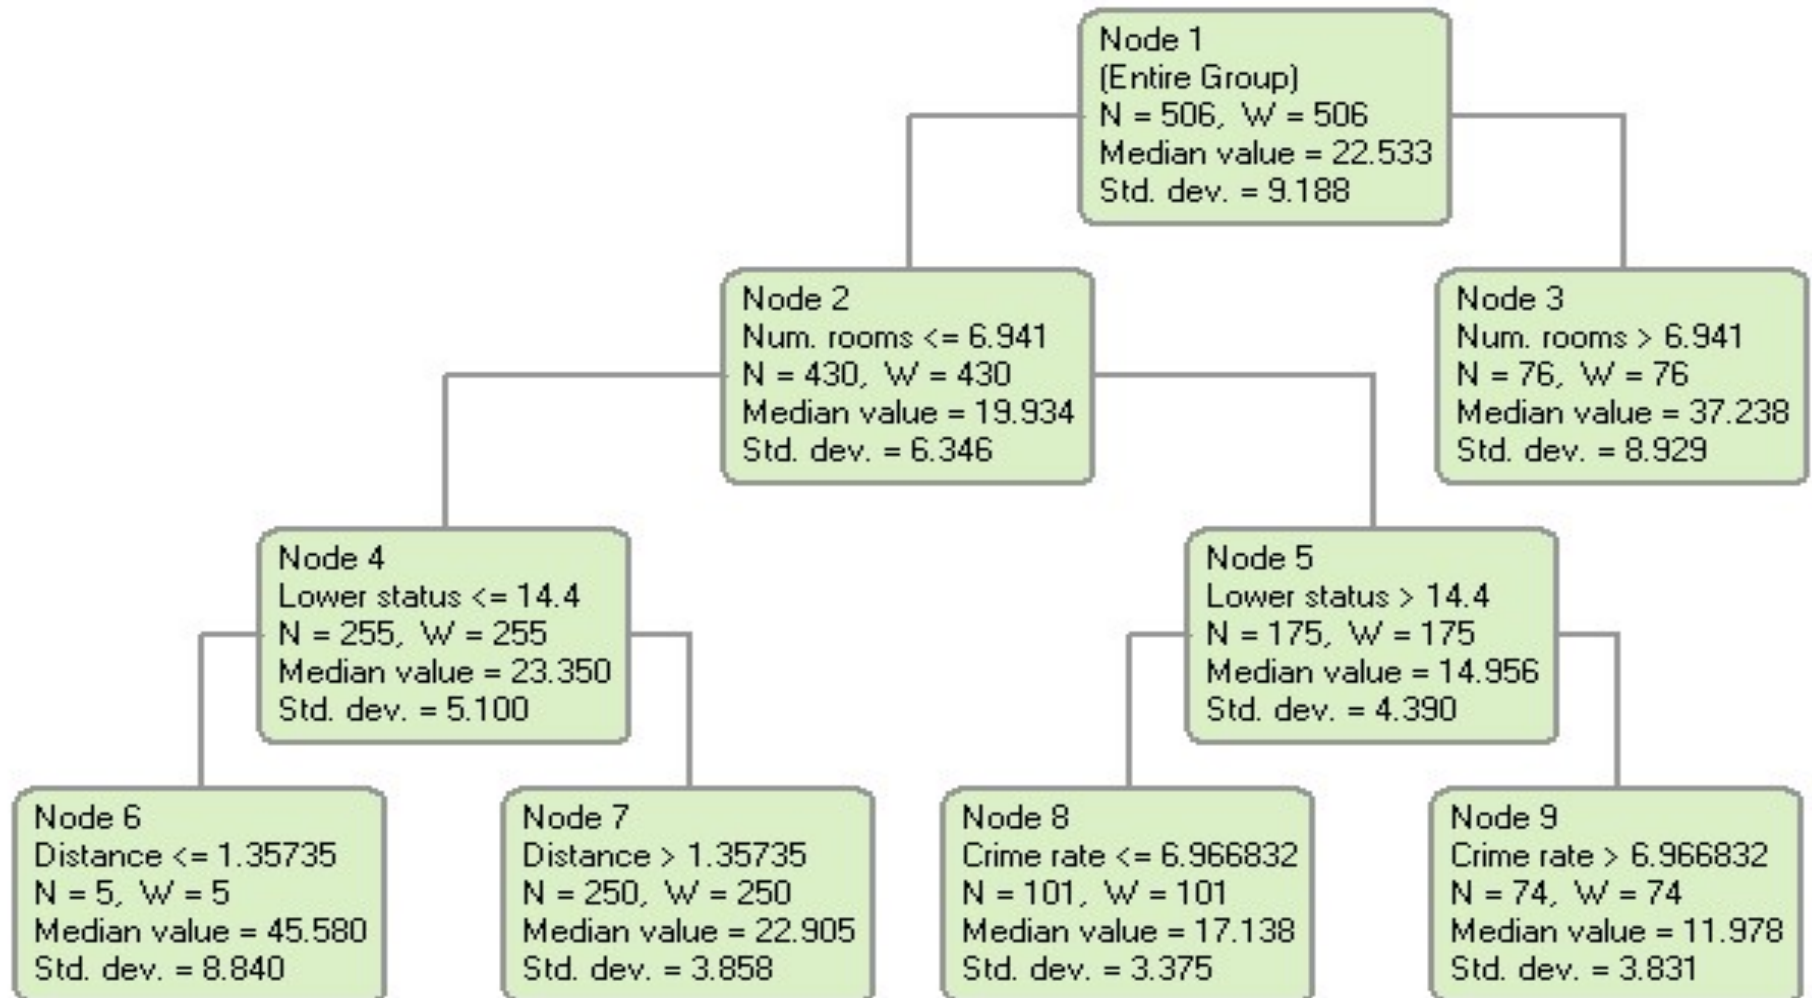 Node 1
(Entire Group)
N = 506, W = 506
Median value = 22.533
Std. dev. = 9.188
Node 2
Num. rooms <= 6.941
N = 430, W = 430
Median value = 19.934
Std. dev. = 6.346
Node 3
Num. rooms > 6.941
N = 76, W = 76
Median value = 37.238
Std. dev. = 8.929
Node 4
Lower status <= 14.4
N = 255, W = 255
Median value = 23.350
Std. dev. = 5.100
Node 5
Lower status > 14.4
N = 175, W = 175
Median value = 14.956
Std. dev. = 4.390
Node 6
Distance <= 1.35735
N = 5, W = 5
Median value = 45.580
Std. dev. = 8.840
Node 7
Distance > 1.35735
N = 250, W = 250
Median value = 22.905
Std. dev. = 3.858
Node 8
Crime rate <= 6.966832
N = 101, W = 101
Median value = 17.138
Std. dev. = 3.375
Node 9
Crime rate > 6.966832
N = 74, W = 74
Median value = 11.978
Std. dev. = 3.831